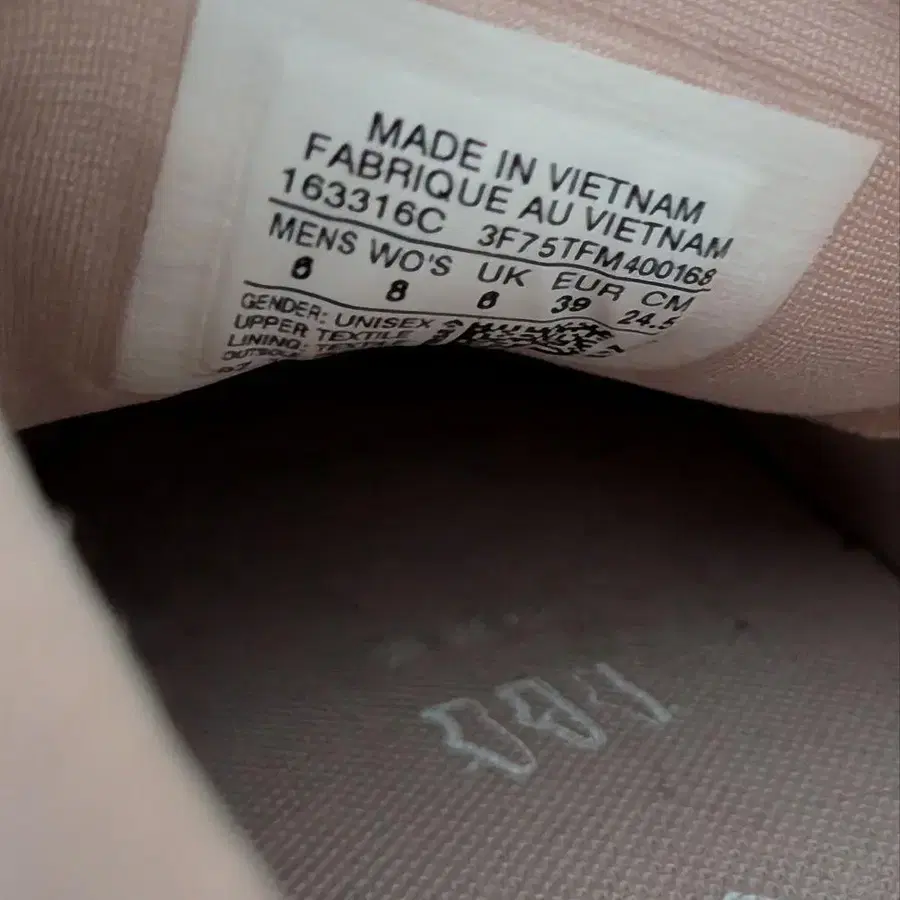 MADE IN VIETNAM
FABRIQUE AU VIETNAM
163316C 3F75TFM400168
MENS WO'S UK EUR CM
6 8 6 39 24.5
GENDER: UNISEX
UPPER TEXTILE
LINING: